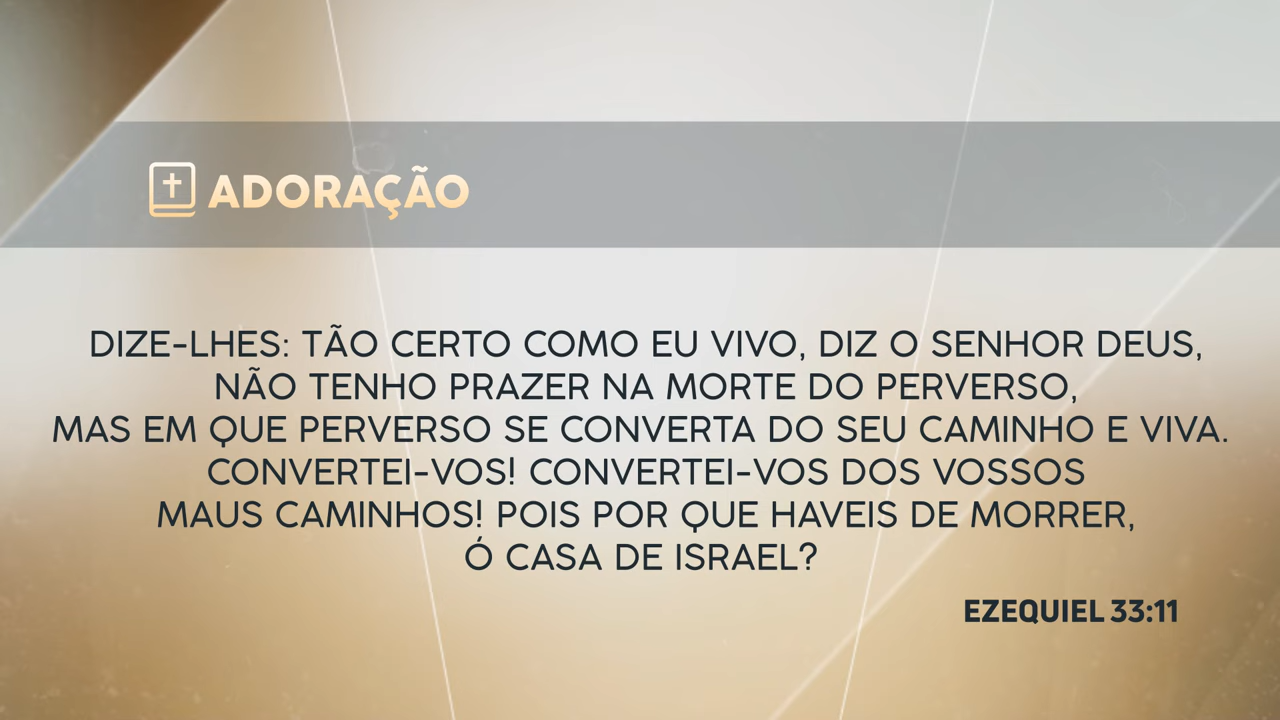 ADORAÇÃO
DIZE-LHES: TÃO CERTO COMO EU VIVO, DIZ O SENHOR DEUS,
NÃO TENHO PRAZER NA MORTE DO PERVERSO,
MAS EM QUE PERVERSO SE CONVERTA DO SEU CAMINHO E VIVA.
CONVERTEI-VOS! CONVERTEI-VOS DOS VOSSOS
MAUS CAMINHOS! POIS POR QUE HAVEIS DE MORRER,
Ó CASA DE ISRAEL?
EZEQUIEL 33:11